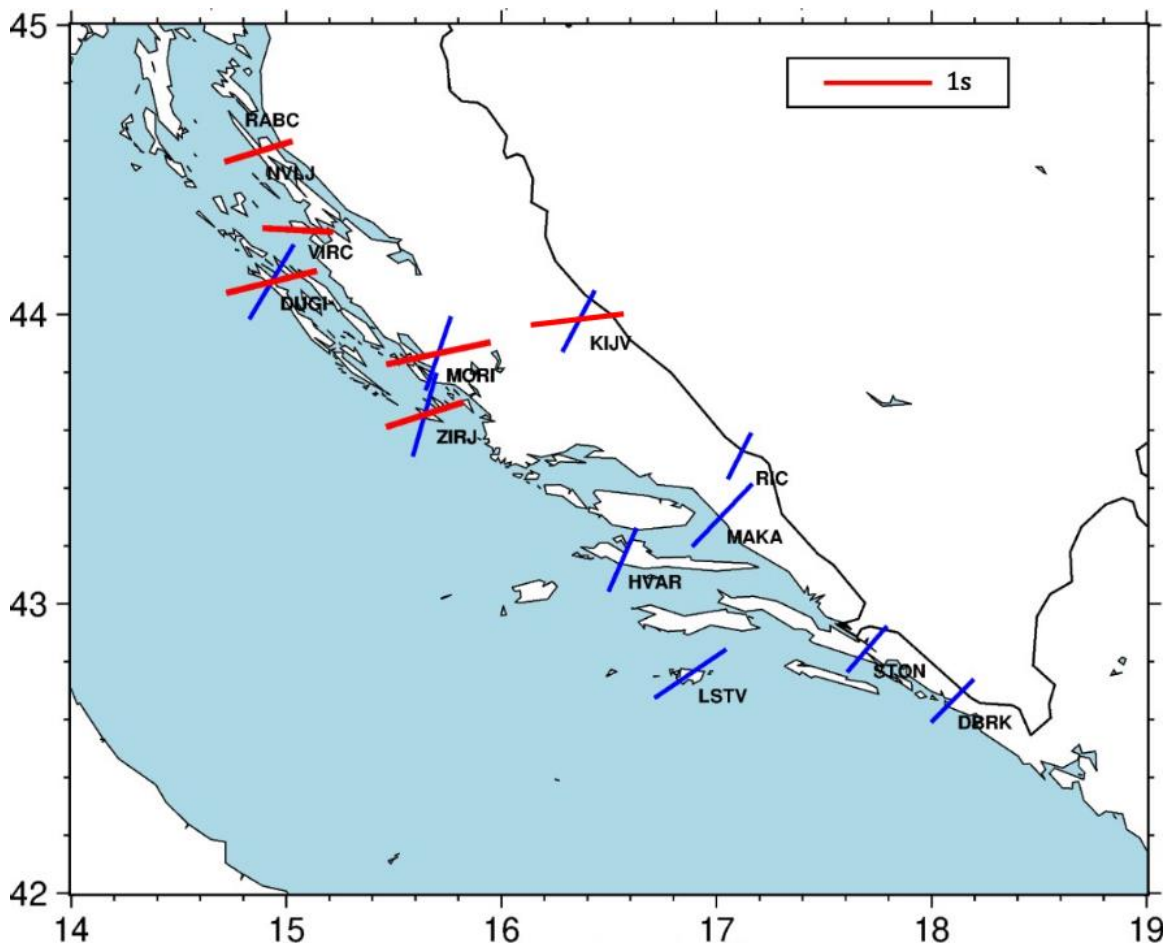 45
1s
RABC
NVLJ
VIRC
DUGI
44
KIJV
MORI
ZIRJ
RIC
MAKA
HVAR
43
STON
LSTV
DBRK
42
14 15 16 17 18 19